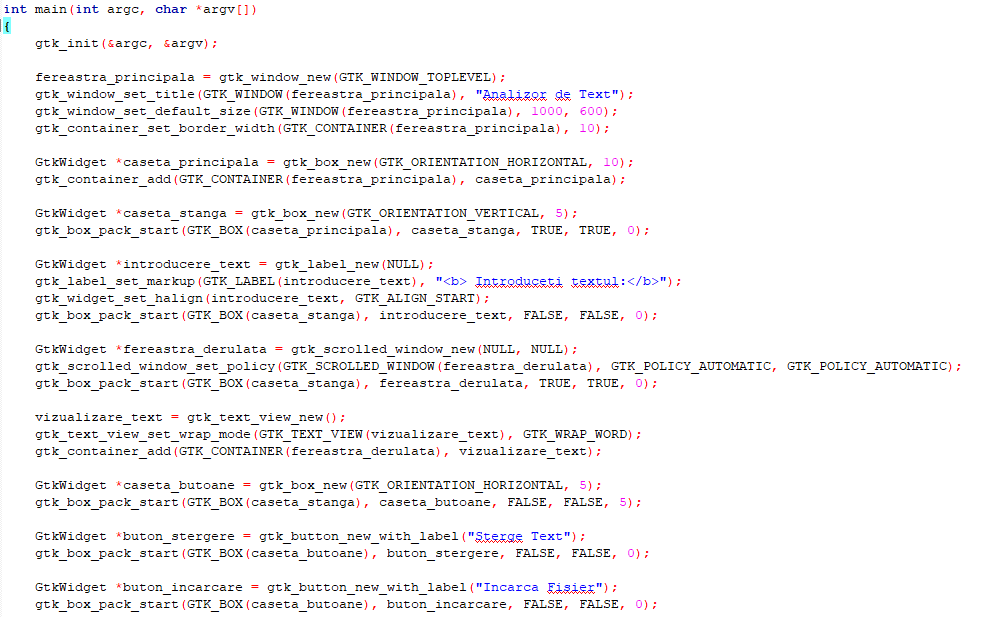 int main(int argc, char *argv[])
{
gtk_init(&argc, &argv);
fereastra_principala = gtk_window_new(GTK_WINDOW_TOPLEVEL);
gtk_window_set_title(GTK_WINDOW(fereastra_principala), "Analizor de Text");
gtk_window_set_default_size(GTK_WINDOW(fereastra_principala), 1000, 600);
gtk_container_set_border_width(GTK_CONTAINER(fereastra_principala), 10);
GtkWidget *caseta_principala = gtk_box_new(GTK_ORIENTATION_HORIZONTAL, 10);
gtk_container_add(GTK_CONTAINER(fereastra_principala), caseta_principala);
GtkWidget *caseta_stanga = gtk_box_new(GTK_ORIENTATION_VERTICAL, 5);
gtk_box_pack_start(GTK_BOX(caseta_principala), caseta_stanga, TRUE, TRUE, 0);
GtkWidget *introducere_text = gtk_label_new(NULL);
gtk_label_set_markup(GTK_LABEL(introducere_text), "<b> Introduceti textul:</b>");
gtk_widget_set_halign(introducere_text, GTK_ALIGN_START);
gtk_box_pack_start(GTK_BOX(caseta_stanga), introducere_text, FALSE, FALSE, 0);
GtkWidget *fereastra_derulata = gtk_scrolled_window_new(NULL, NULL);
gtk_scrolled_window_set_policy(GTK_SCROLLED_WINDOW(fereastra_derulata), GTK_POLICY_AUTOMATIC, GTK_POLICY_AUTOMATIC);
gtk_box_pack_start(GTK_BOX(caseta_stanga), fereastra_derulata, TRUE, TRUE, 0);
vizualizare_text = gtk_text_view_new();
gtk_text_view_set_wrap_mode(GTK_TEXT_VIEW(vizualizare_text), GTK_WRAP_WORD);
gtk_container_add(GTK_CONTAINER(fereastra_derulata), vizualizare_text);
GtkWidget *caseta_butoane = gtk_box_new(GTK_ORIENTATION_HORIZONTAL, 5);
gtk_box_pack_start(GTK_BOX(caseta_stanga), caseta_butoane, FALSE, FALSE, 5);
GtkWidget *buton_stergere = gtk_button_new_with_label("Sterge Text");
gtk_box_pack_start(GTK_BOX(caseta_butoane), buton_stergere, FALSE, FALSE, 0);
GtkWidget *buton_incarcare = gtk_button_new_with_label("Incarca Fisier");
gtk_box_pack_start(GTK_BOX(caseta_butoane), buton_incarcare, FALSE, FALSE, 0);